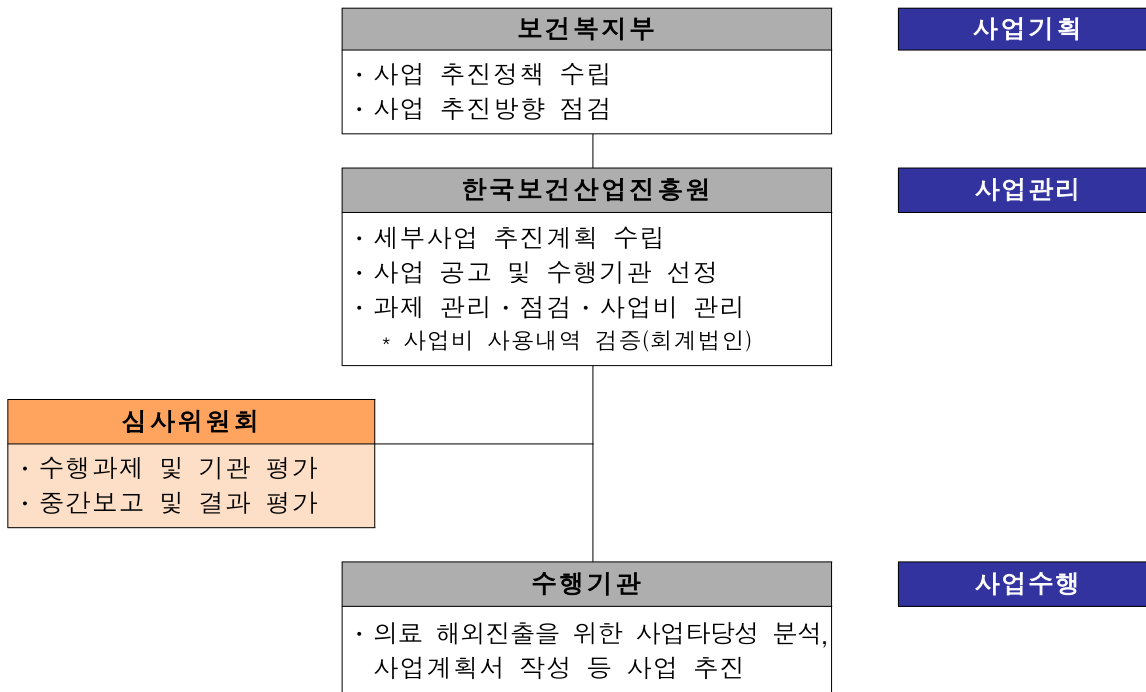 보건복지부
사업기획
· 사업 추진정책 수립
· 사업 추진방향 점검
한국보건산업진흥원
사업관리
· 세부사업 추진계획 수립
· 사업 공고 및 수행기관 선정
· 과제 관리 · 점검 · 사업비 관리
* 사업비 사용내역 검증(회계법인)
심사위원회
· 수행과제 및 기관 평가
· 중간보고 및 결과 평가
수행기관
사업수행
· 의료 해외진출을 위한 사업타당성 분석,
사업계획서 작성 등 사업 추진